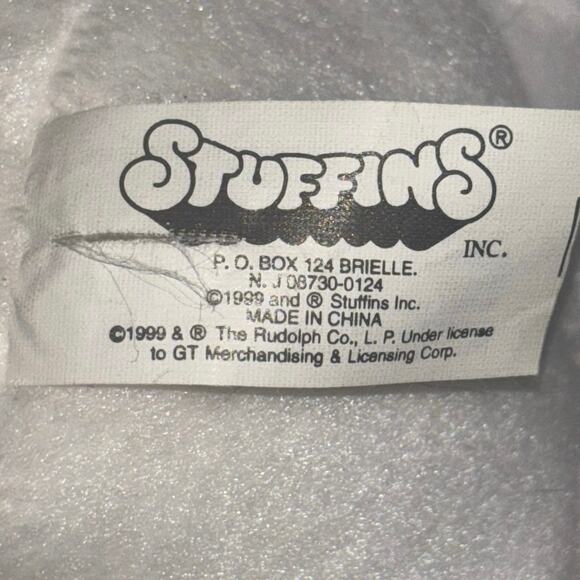 STUFFINS®
INC.
P. O. BOX 124 BRIELLE.
N. J 08730-0124
©1999 and ® Stuffins Inc.
MADE IN CHINA
©1999 & ® The Rudolph Co., L. P. Under license
to GT Merchandising & Licensing Corp.